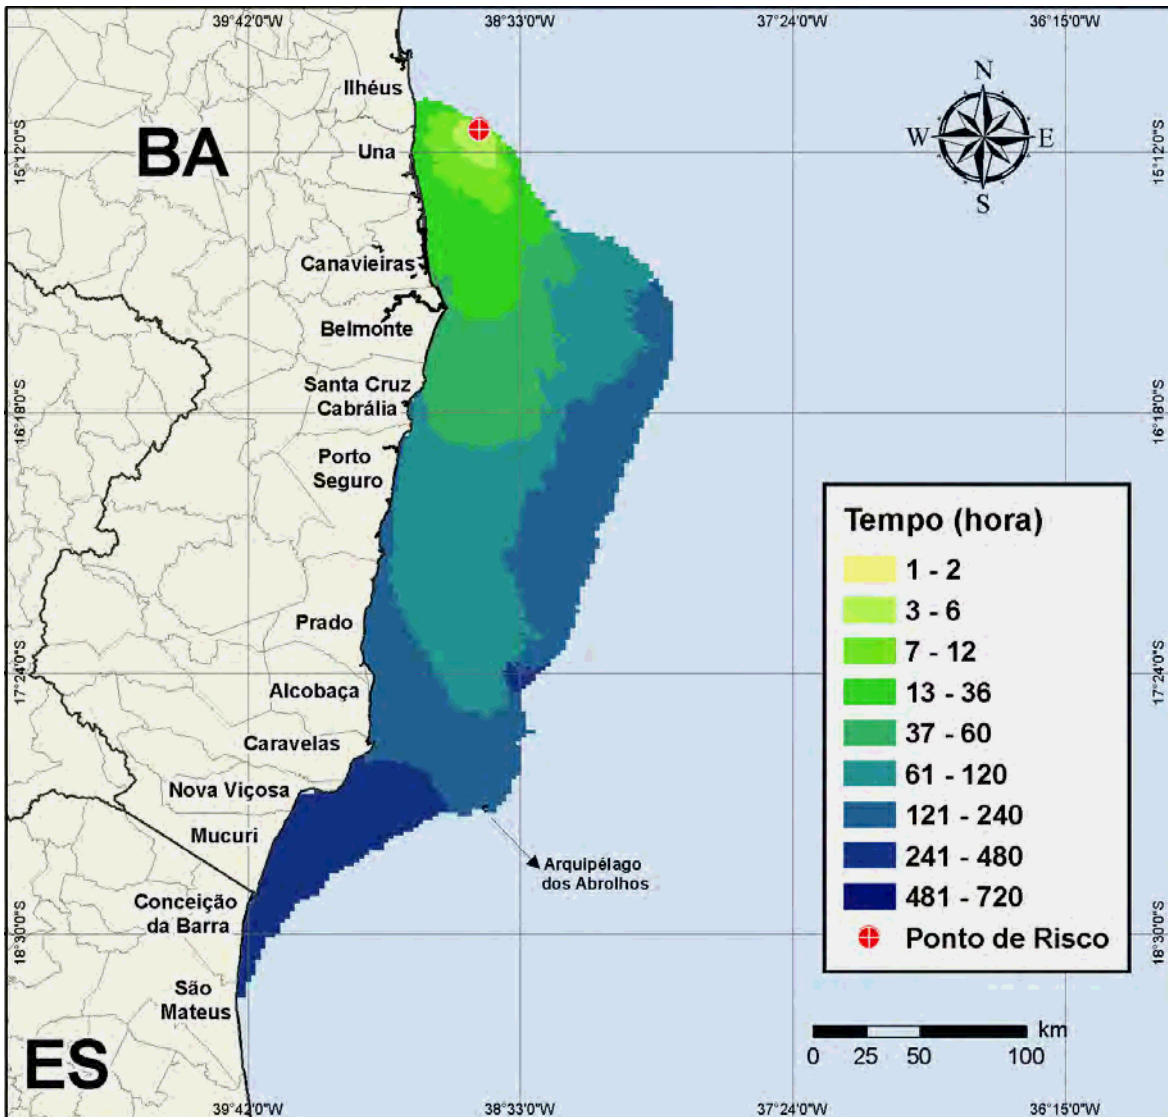 39°42'0"W
38°33'0"W
37°24'0"W
36°15'0"W
Ilhéus
BA
Una
15°12'0"S
15°12'0"S
N
W
E
S
Canavieiras
Belmonte
Santa Cruz
Cabrália
16°18'0"S
16°18'0"S
Porto
Seguro
Prado
Alcobaça
17°24'0"S
17°24'0"S
Caravelas
Nova Viçosa
Mucuri
Arquipélago
dos Abrolhos
Conceição
da Barra
18°30'0"S
18°30'0"S
São
Mateus
ES
Tempo (hora)
1 - 2
3 - 6
7 - 12
13 - 36
37 - 60
61 - 120
121 - 240
241 - 480
481 - 720
Ponto de Risco
km
0 25 50 100
39°42'0"W
38°33'0"W
37°24'0"W
36°15'0"W